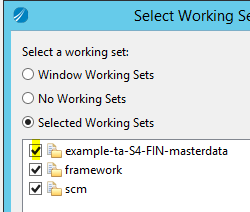 Select Working Se
Select a working set:
Window Working Sets
No Working Sets
Selected Working Sets
example-ta-S4-FIN-masterdata
framework
scm